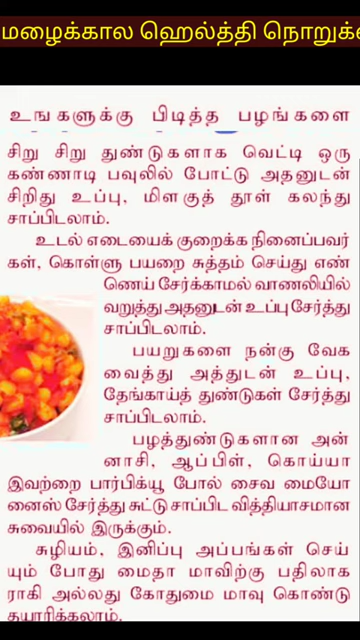 மழைக்கால ஹெல்த்தி நொறுக்
உங்களுக்கு பிடித்த பழங்களை
சிறு சிறு துண்டுகளாக வெட்டி ஒரு
கண்ணாடி பவுலில் போட்டு அதனுடன்
சிறிது உப்பு, மிளகுத் தூள் கலந்து
சாப்பிடலாம்.
உடல் எடையைக் குறைக்க நினைப்பவர்
கள், கொள்ளு பயறை சுத்தம் செய்து எண்
ணெய் சேர்க்காமல் வாணலியில்
வறுத்து அதனுடன் உப்பு சேர்த்து
சாப்பிடலாம்.
பயறுகளை நன்கு வேக
வைத்து அத்துடன் உப்பு,
தேங்காய்த் துண்டுகள் சேர்த்து
சாப்பிடலாம்.
பழத்துண்டுகளான அன்
னாசி, ஆப்பிள், கொய்யா
இவற்றை பார்பிக்யூ போல் சைவ மையோ
னைஸ் சேர்த்து சுட்டு சாப்பிட வித்தியாசமான
சுவையில் இருக்கும்.
சுழியம், இனிப்பு அப்பங்கள் செய்
யும் போது மைதா மாவிற்கு பதிலாக
ராகி அல்லது கோதுமை மாவு கொண்டு
தயாரிக்கலாம்.